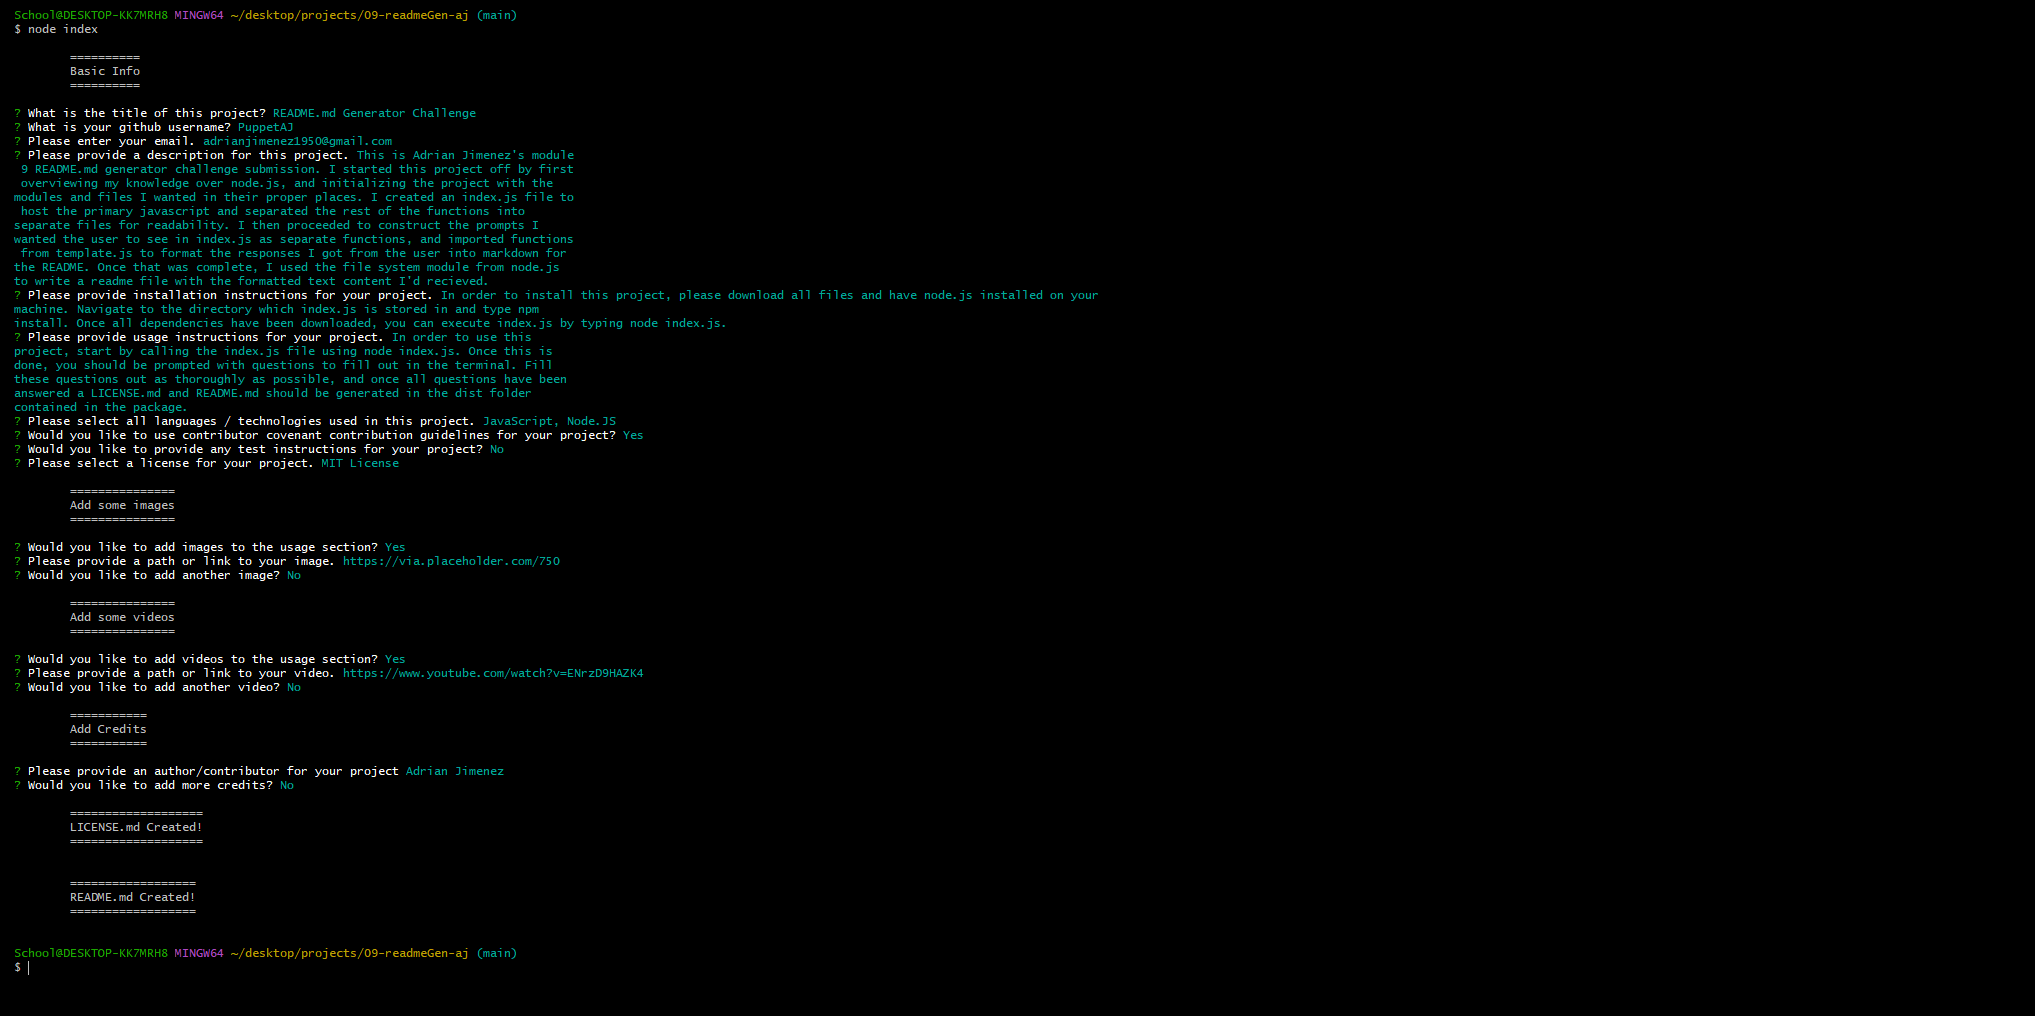 School@DESKTOP-KK7MRH8 MINGW64 ~/desktop/projects/09-readmeGen-aj (main)
$ node index
==========
Basic Info
==========
? What is the title of this project? README.md Generator Challenge
? What is your github username? PuppetAJ
? Please enter your email. adrianjimenez1950@gmail.com
? Please provide a description for this project. This is Adrian Jimenez's module
9 README.md generator challenge submission. I started this project off by first
overviewing my knowledge over node.js, and initializing the project with the
modules and files I wanted in their proper places. I created an index.js file to
host the primary javascript and separated the rest of the functions into
separate files for readability. I then proceeded to construct the prompts I
wanted the user to see in index.js as separate functions, and imported functions
from template.js to format the responses I got from the user into markdown for
the README. Once that was complete, I used the file system module from node.js
to write a readme file with the formatted text content I'd recieved.
? Please provide installation instructions for your project. In order to install this project, please download all files and have node.js installed on your
machine. Navigate to the directory which index.js is stored in and type npm
install. Once all dependencies have been downloaded, you can execute index.js by typing node index.js.
? Please provide usage instructions for your project. In order to use this
project, start by calling the index.js file using node index.js. Once this is
done, you should be prompted with questions to fill out in the terminal. Fill
these questions out as thoroughly as possible, and once all questions have been
answered a LICENSE.md and README.md should be generated in the dist folder
contained in the package.
? Please select all languages / technologies used in this project. JavaScript, Node.JS
? Would you like to use contributor covenant contribution guidelines for your project? Yes
? Would you like to provide any test instructions for your project? No
? Please select a license for your project. MIT License
===============
Add some images
===============
? Would you like to add images to the usage section? Yes
? Please provide a path or link to your image. https://via.placeholder.com/750
? Would you like to add another image? No
===============
Add some videos
===============
? Would you like to add videos to the usage section? Yes
? Please provide a path or link to your video. https://www.youtube.com/watch?v=ENrzD9HAZK4
? Would you like to add another video? No
===========
Add Credits
===========
? Please provide an author/contributor for your project Adrian Jimenez
? Would you like to add more credits? No
===================
LICENSE.md Created!
===================
==================
README.md Created!
==================
School@DESKTOP-KK7MRH8 MINGW64 ~/desktop/projects/09-readmeGen-aj (main)
$